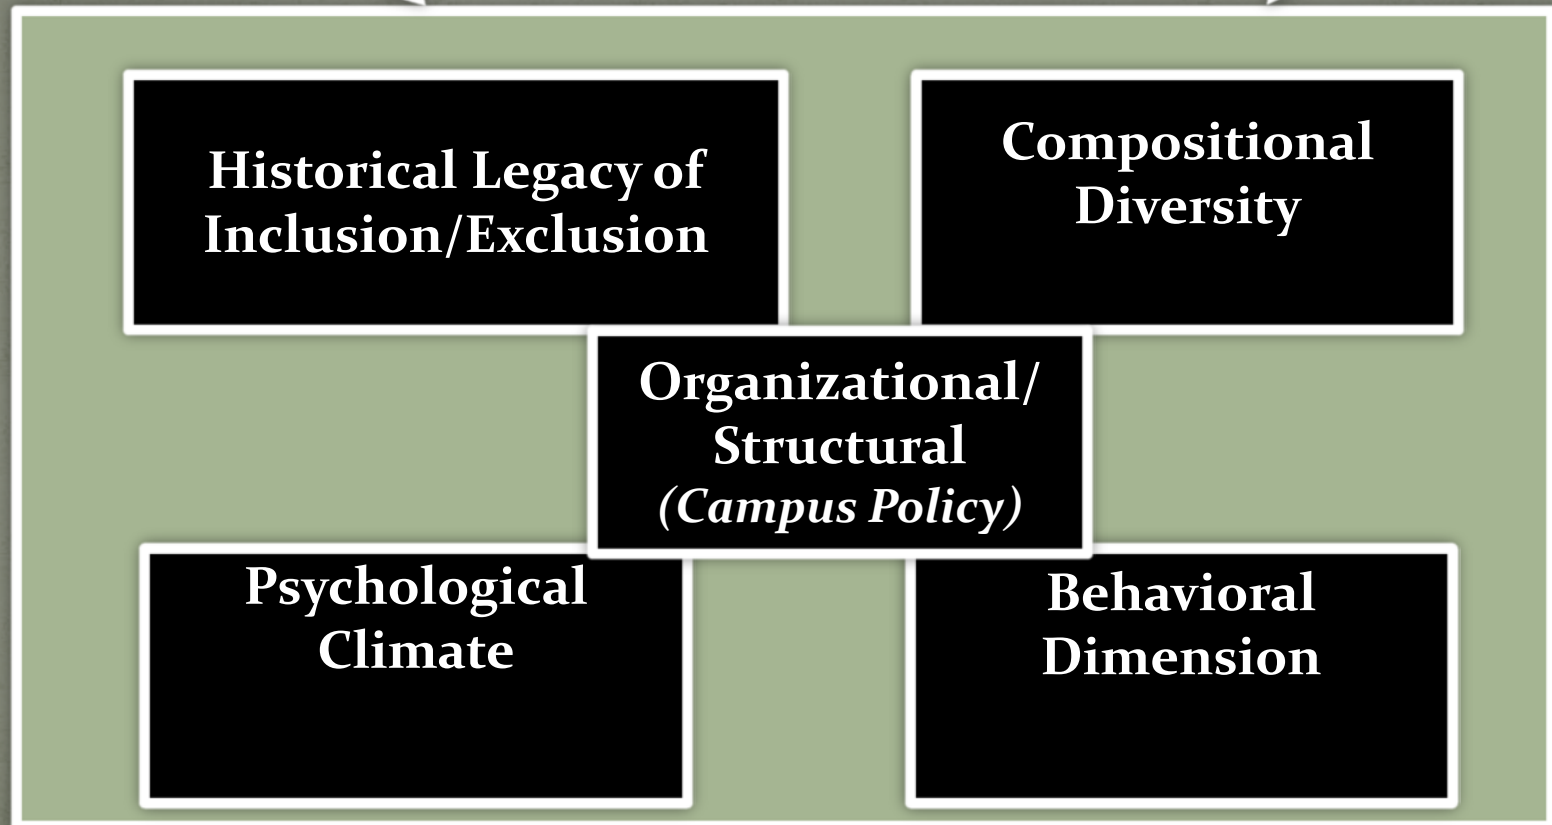 Historical Legacy of
Inclusion/Exclusion
Compositional
Diversity
Organizational/
Structural
(Campus Policy)
Psychological
Climate
Behavioral
Dimension